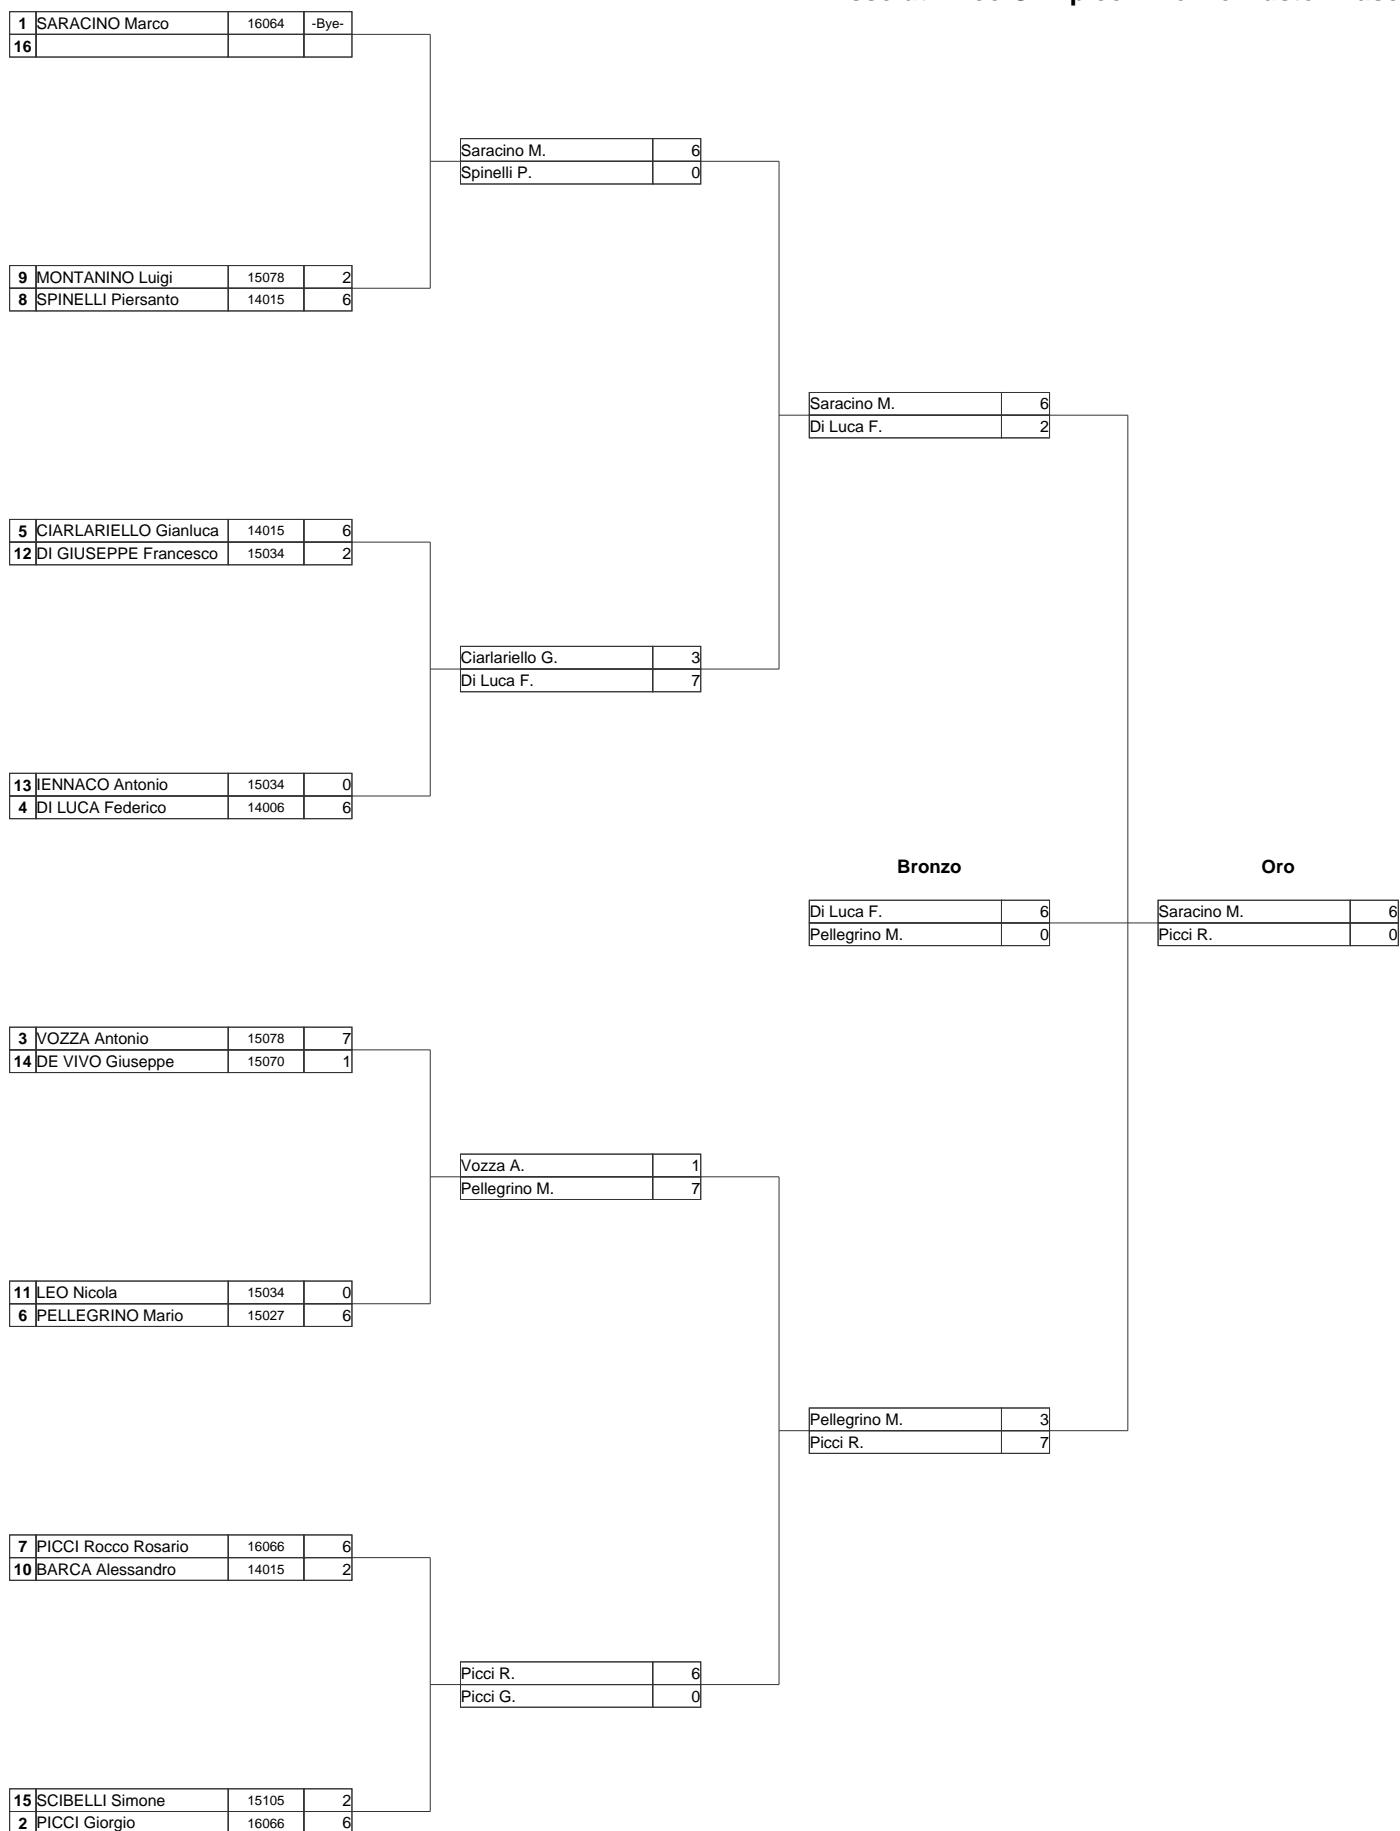 1 SARACINO Marco 16064 -Bye-
16
Saracino M. 6
Spinelli P. 0
9 MONTANINO Luigi 15078 2
8 SPINELLI Piersanto 14015 6
Saracino M. 6
Di Luca F. 2
5 CIARLARIELLO Gianluca 14015 6
12 DI GIUSEPPE Francesco 15034 2
Ciarlariello G. 3
Di Luca F. 7
13 IENNACO Antonio 15034 0
4 DI LUCA Federico 14006 6
Bronzo Oro
Di Luca F. 6 Saracino M. 6
Pellegrino M. 0 Picci R. 0
3 VOZZA Antonio 15078 7
14 DE VIVO Giuseppe 15070 1
Vozza A. 1
Pellegrino M. 7
11 LEO Nicola 15034 0
6 PELLEGRINO Mario 15027 6
Pellegrino M. 3
Picci R. 7
7 PICCI Rocco Rosario 16066 6
10 BARCA Alessandro 14015 2
Picci R. 6
Picci G. 0
15 SCIBELLI Simone 15105 2
2 PICCI Giorgio 16066 6